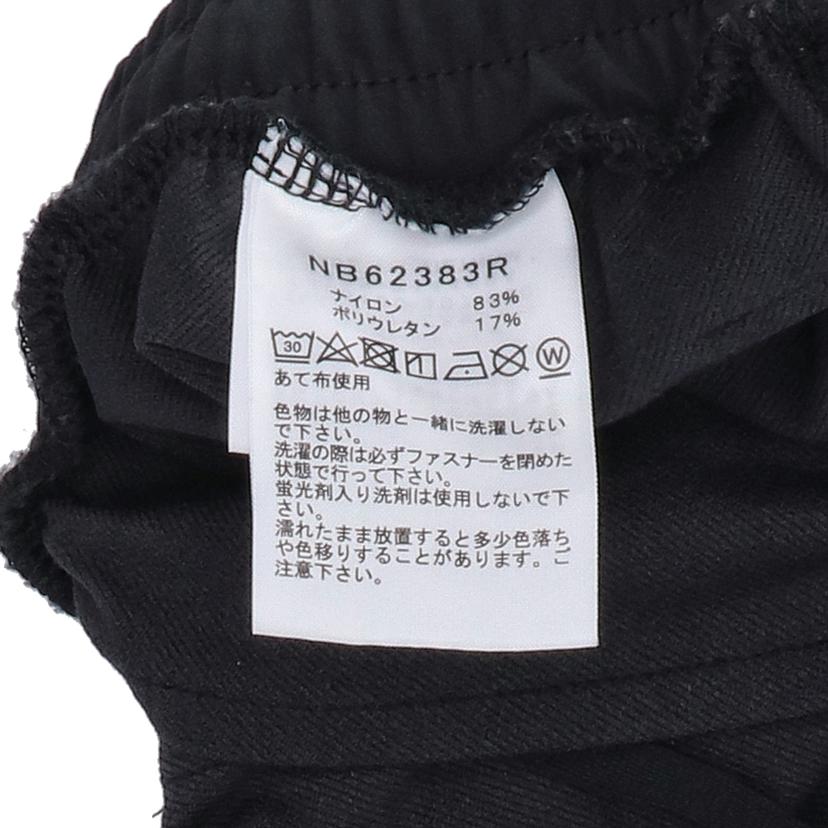 NB62383R
ナイロン 83%
ポリウレタン 17%
30 W
あて布使用
色物は他の物と一緒に洗濯しない
で下さい。
洗濯の際は必ずファスナーを閉めた
状態で行って下さい。
蛍光剤入り洗剤は使用しないで下
さい。
濡れたまま放置すると多少色落ち
や色移りすることがあります。ご
注意下さい。